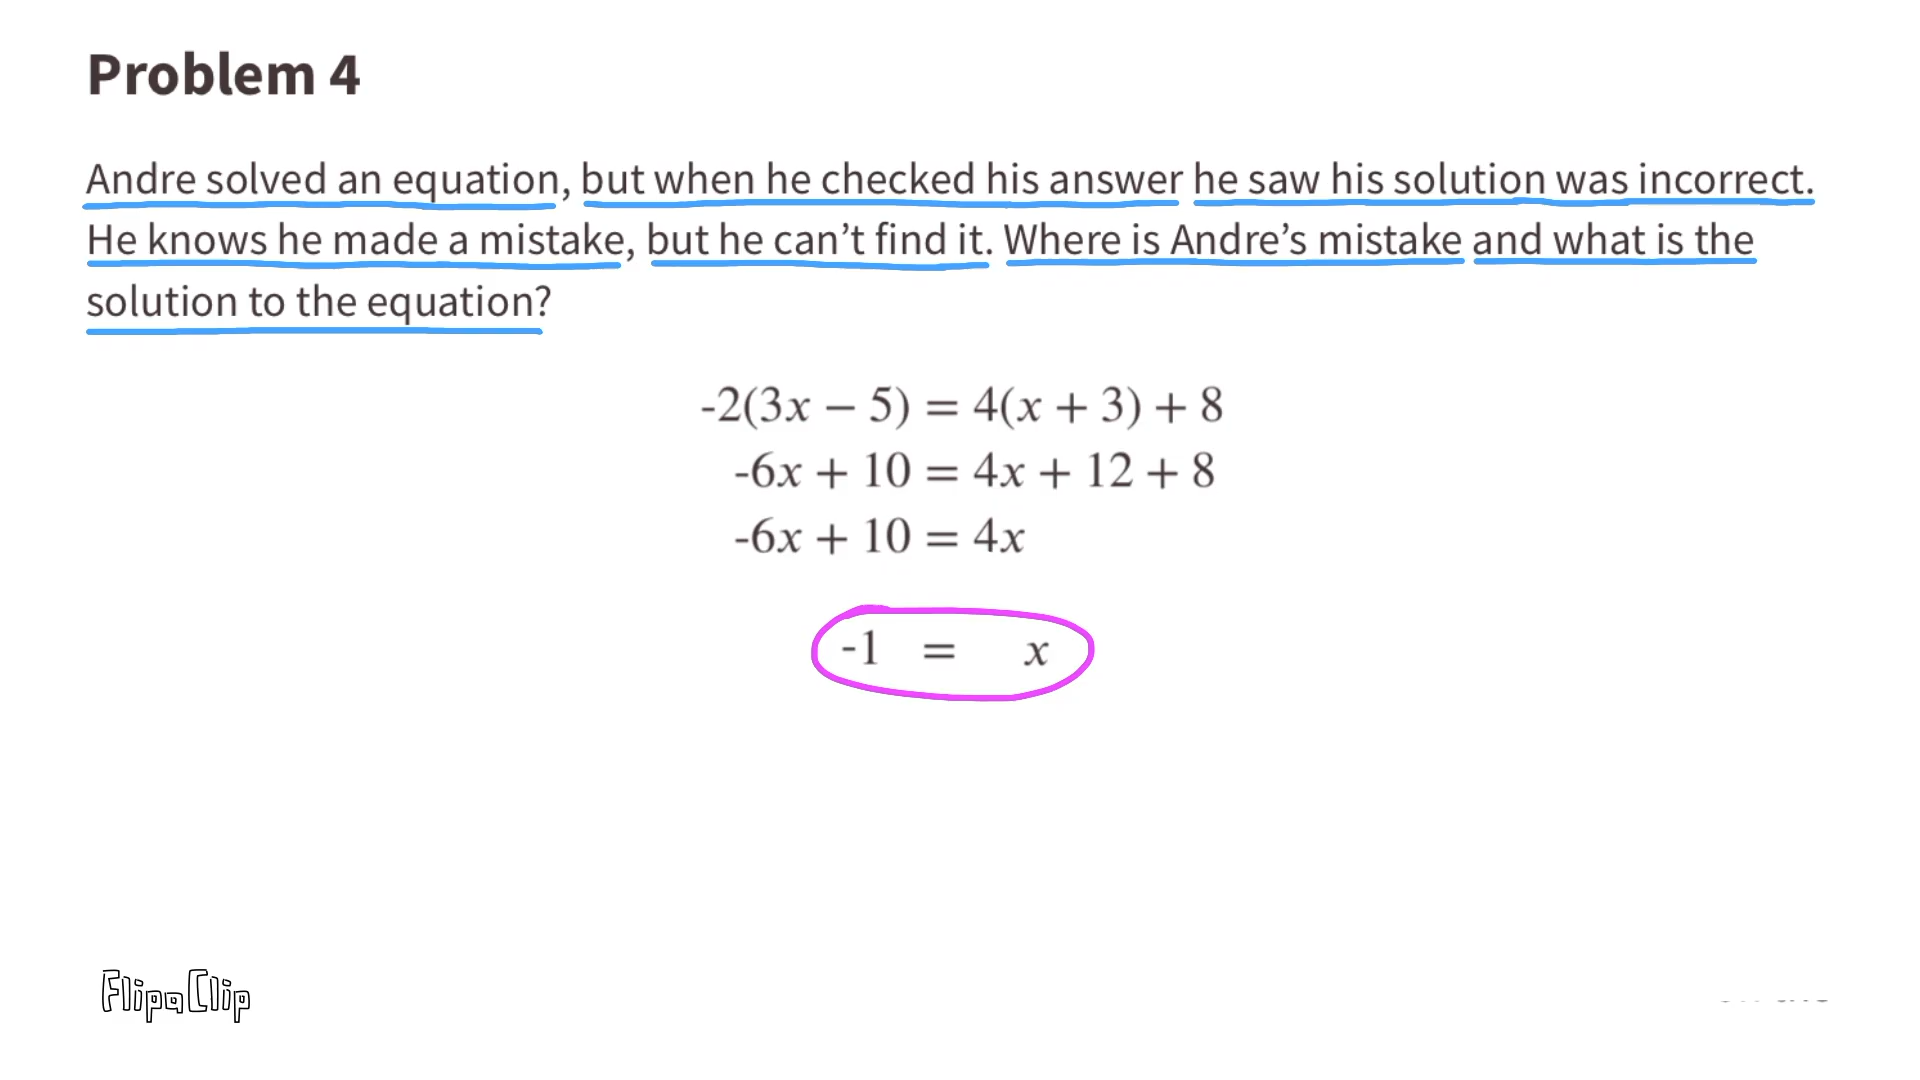 Problem 4
Andre solved an equation, but when he checked his answer he saw his solution was incorrect.
He knows he made a mistake, but he can’t find it. Where is Andre’s mistake and what is the
solution to the equation?
-2(3x − 5) = 4(x + 3) + 8
-6x + 10 = 4x + 12 + 8
-6x + 10 = 4x
-1 = x
FlipaClip